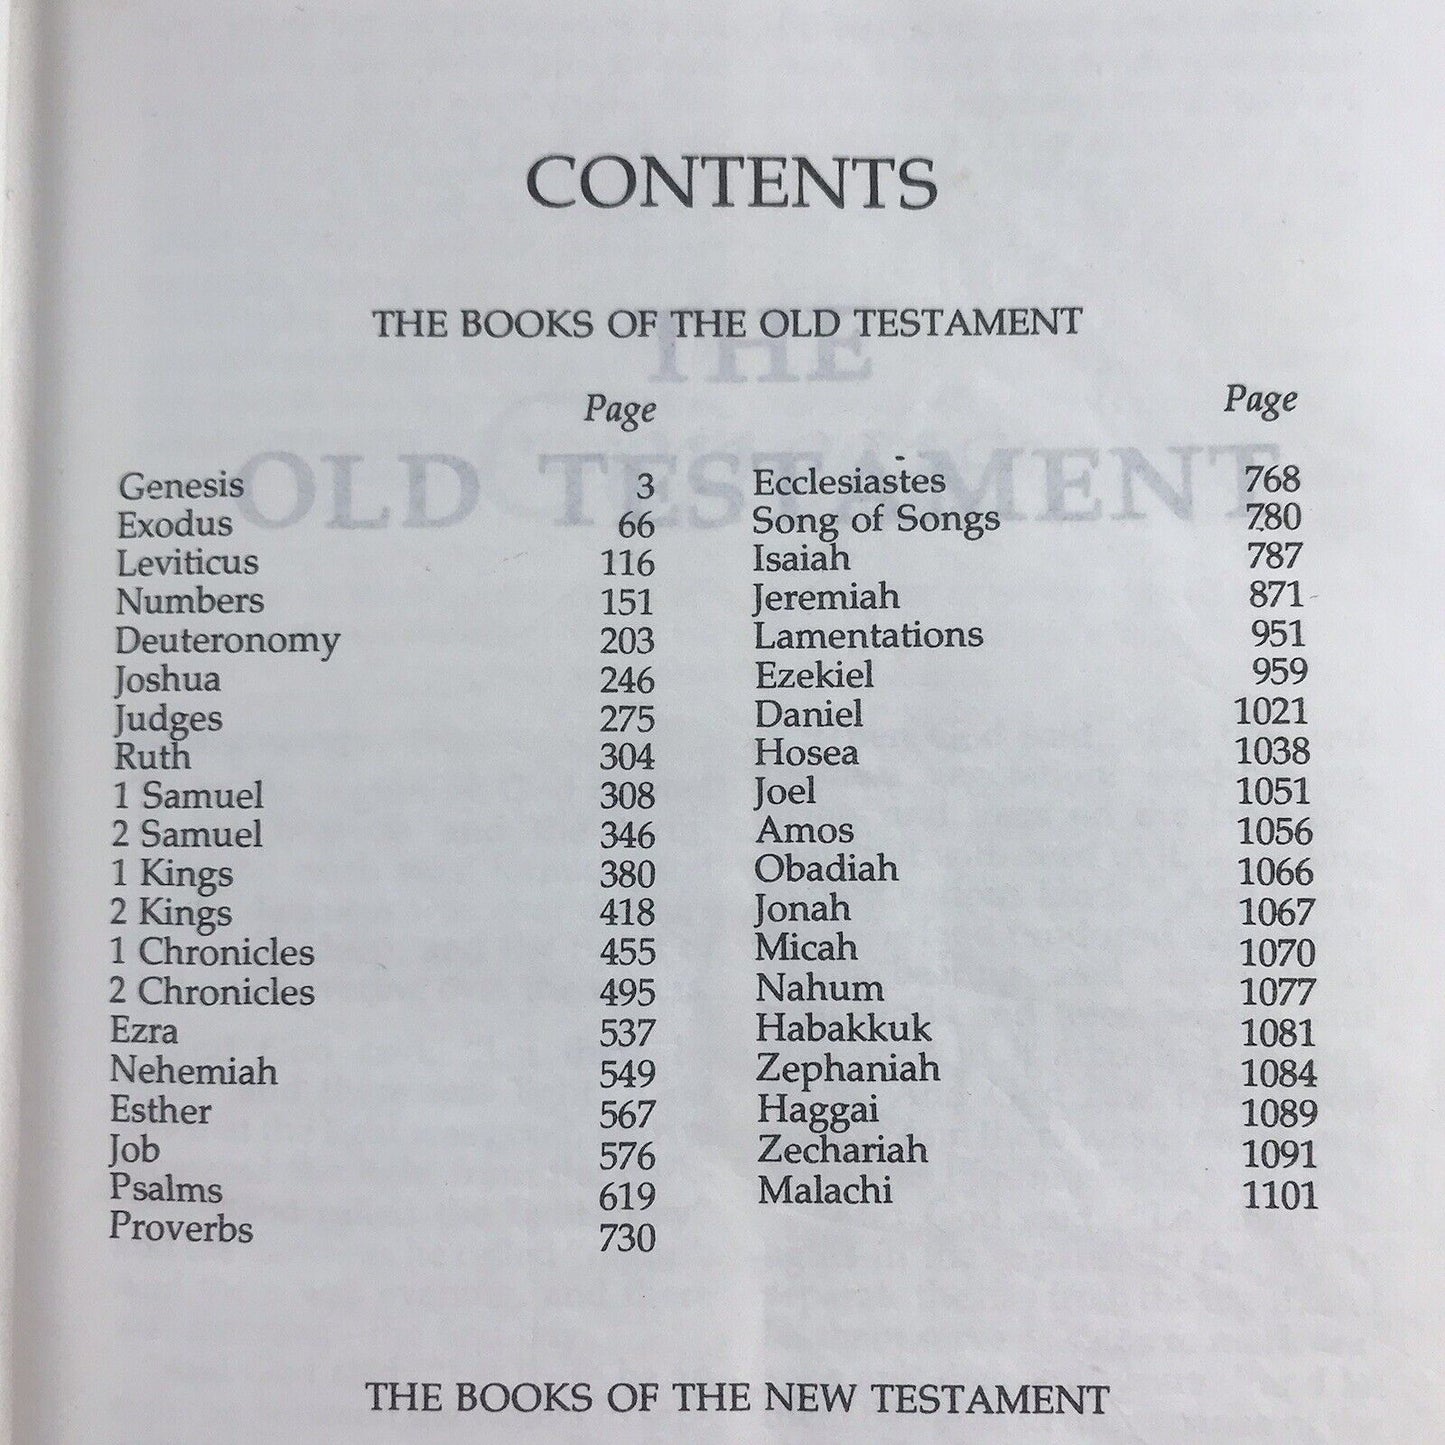 CONTENTS
THE BOOKS OF THE OLD TESTAMENT
Page
Genesis 3
Exodus 66
Leviticus 116
Numbers 151
Deuteronomy 203
Joshua 246
Judges 275
Ruth 304
1 Samuel 308
2 Samuel 346
1 Kings 380
2 Kings 418
1 Chronicles 455
2 Chronicles 495
Ezra 537
Nehemiah 549
Esther 567
Job 576
Psalms 619
Proverbs 730
Page
Ecclesiastes 768
Song of Songs 780
Isaiah 787
Jeremiah 871
Lamentations 951
Ezekiel 959
Daniel 1021
Hosea 1038
Joel 1051
Amos 1056
Obadiah 1066
Jonah 1067
Micah 1070
Nahum 1077
Habakkuk 1081
Zephaniah 1084
Haggai 1089
Zechariah 1091
Malachi 1101
THE BOOKS OF THE NEW TESTAMENT
THE
OLD TESTAMENT